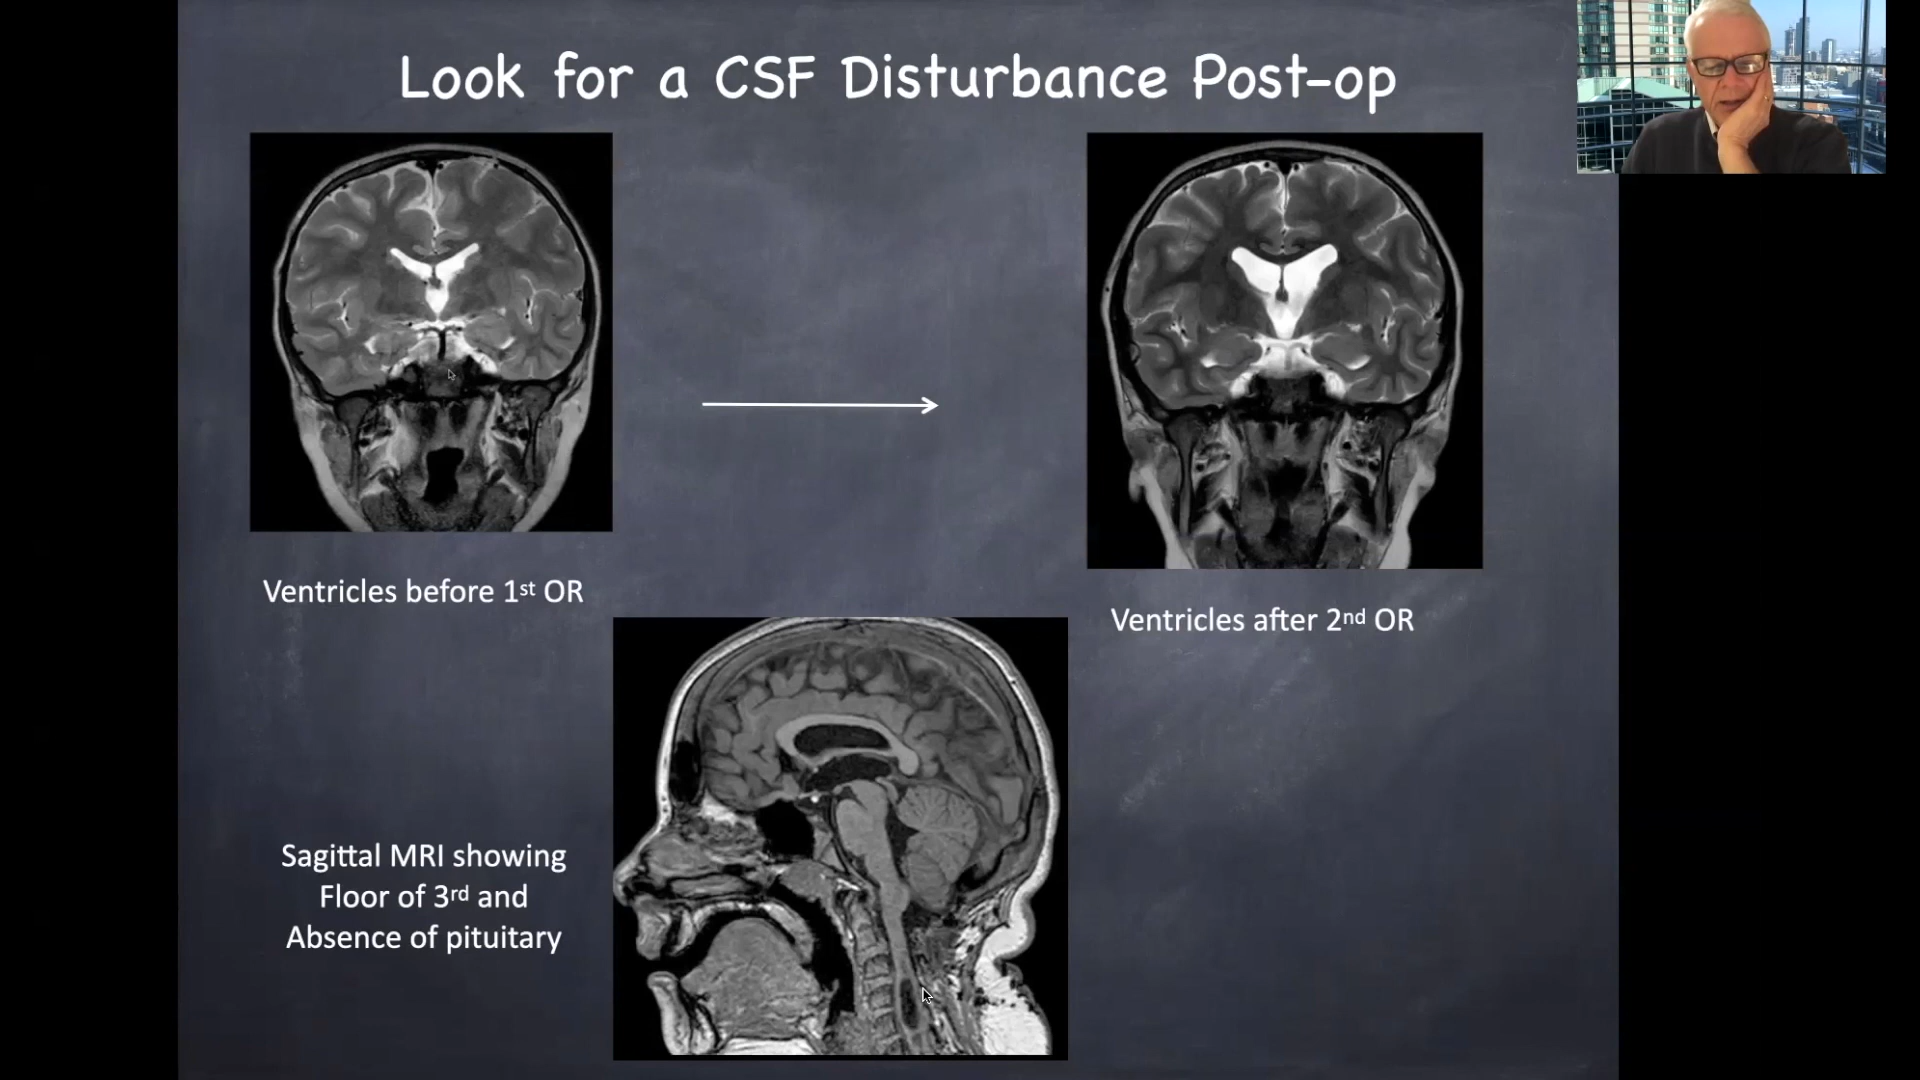 Look for a CSF Disturbance Post-op
Ventricles before 1st OR
Ventricles after 2nd OR
Sagittal MRI showing
Floor of 3rd and
Absence of pituitary